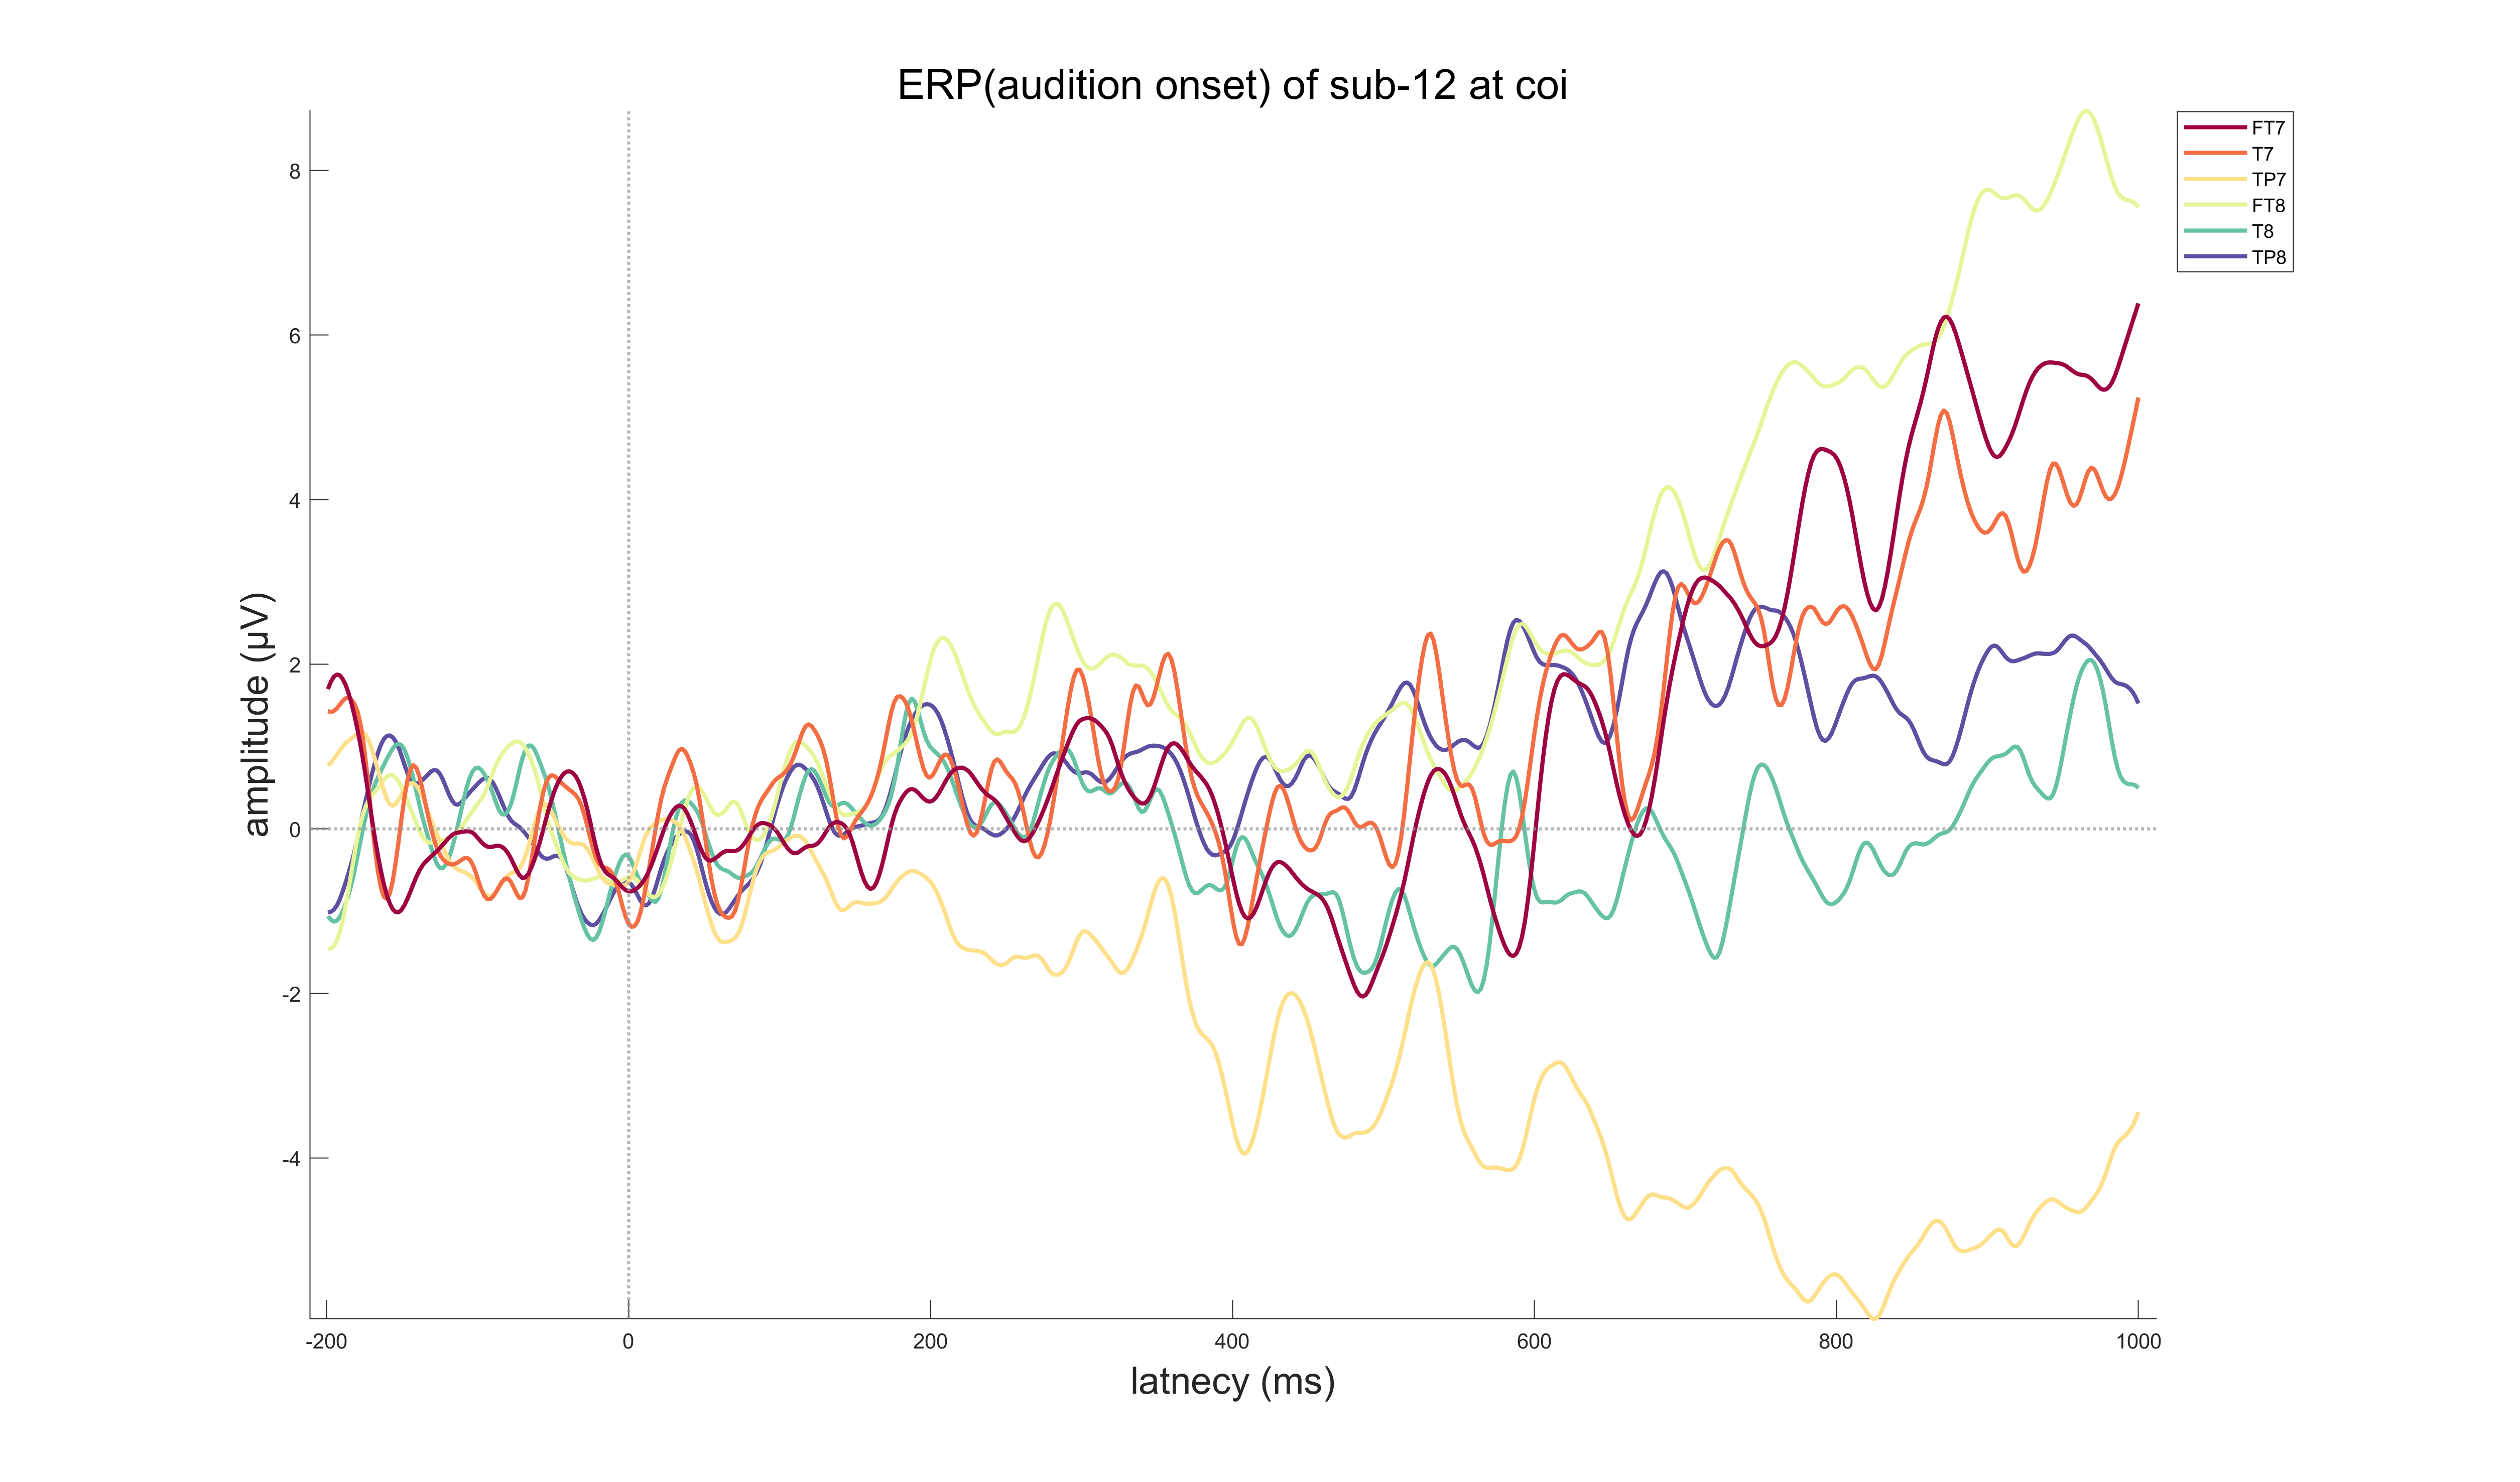 ERP(audition onset) of sub-12 at coi
FT7
T7
TP7
FT8
T8
TP8
8
6
4
2
0
-2
-4
amplitude (µV)
-200
0
200
400
600
800
1000
latnecy (ms)